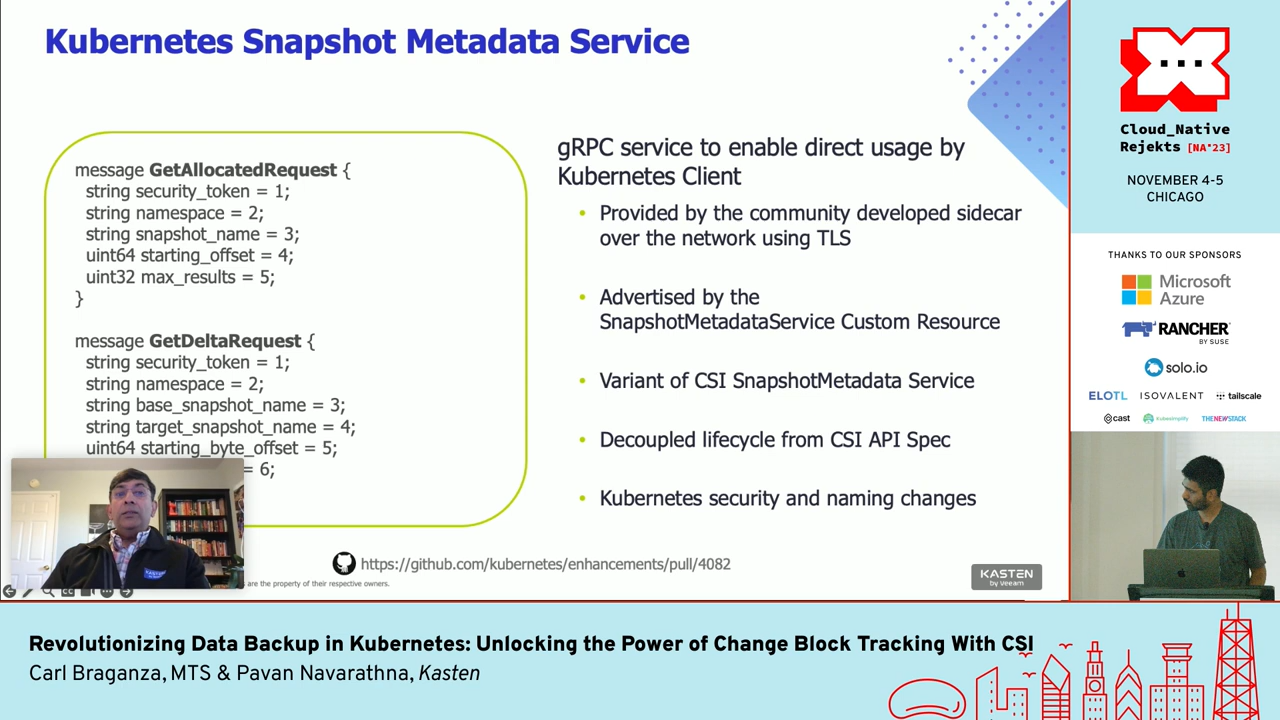 Kubernetes Snapshot Metadata Service
message GetAllocatedRequest {
string security_token = 1;
string namespace = 2;
string snapshot_name = 3;
uint64 starting_offset = 4;
uint32 max_results = 5;
}
message GetDeltaRequest {
string security_token = 1;
string namespace = 2;
string base_snapshot_name = 3;
string target_snapshot_name = 4;
uint64 starting_byte_offset = 5;
= 6;
gRPC service to enable direct usage by
Kubernetes Client
• Provided by the community developed sidecar
over the network using TLS
• Advertised by the
SnapshotMetadataService Custom Resource
• Variant of CSI SnapshotMetadata Service
• Decoupled lifecycle from CSI API Spec
• Kubernetes security and naming changes
https://github.com/kubernetes/enhancements/pull/4082
are the property of their respective owners.
KASTEN
by Veeam
Cloud_Native
Rejekts [NA'23]
NOVEMBER 4-5
CHICAGO
THANKS TO OUR SPONSORS
Microsoft
Azure
RANCHER
BY SUSE
solo.io
ELOTL ISOVALENT tailscale
cast Kubesimplify THENEWSTACK
Revolutionizing Data Backup in Kubernetes: Unlocking the Power of Change Block Tracking With CSI
Carl Braganza, MTS & Pavan Navarathna, Kasten